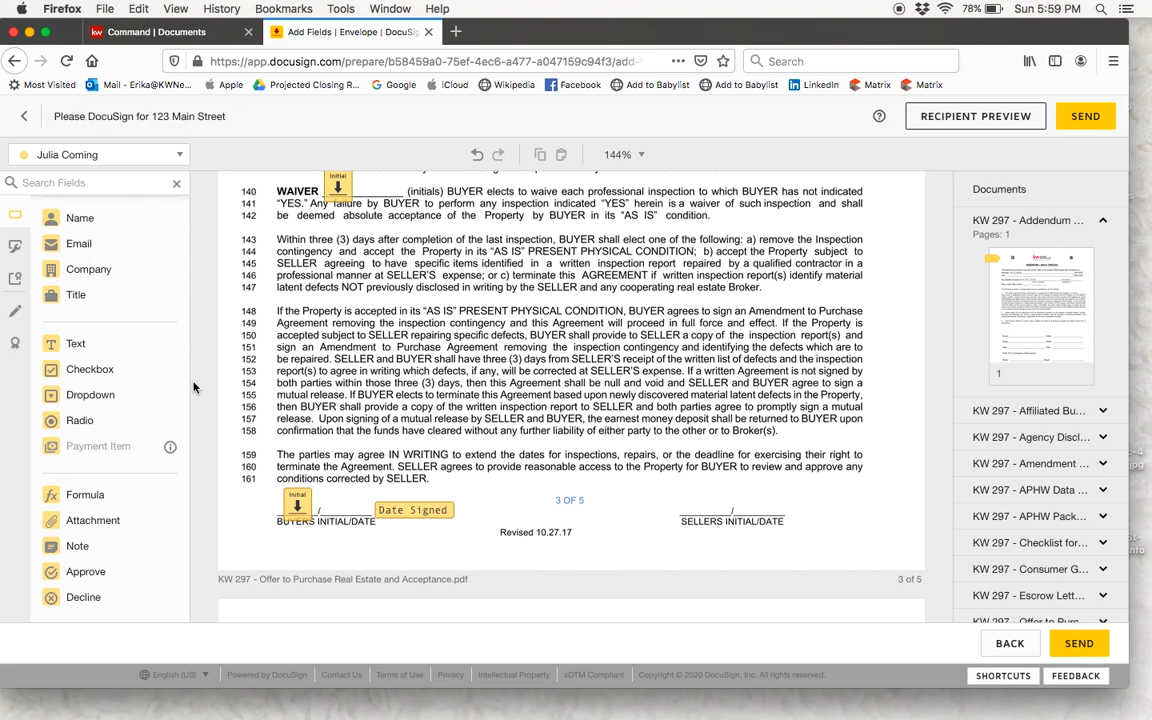 Firefox File Edit View History Bookmarks Tools Window Help 78% Sun 5:59 PM
kw Command | Documents
Add Fields | Envelope | DocuSig
https://app.docusign.com/prepare/b58459a0-75ef-4ec6-a477-a047159c94f3/add-
Search
Most Visited Mail - Erika@KWNe... Apple Projected Closing R... Google iCloud Wikipedia Facebook Add to Babylist Add to Babylist LinkedIn Matrix Matrix
Please DocuSign for 123 Main Street
RECIPIENT PREVIEW
SEND
Julia Coming
144%
Search Fields
Name
Email
Company
Title
Text
Checkbox
Dropdown
Radio
Payment Item
Formula
Attachment
Note
Approve
Decline
Initial
140 WAIVER (initials) BUYER elects to waive each professional inspection to which BUYER has not indicated
141 “YES.” Any failure by BUYER to perform any inspection indicated “YES” herein is a waiver of such inspection and shall
142 be deemed absolute acceptance of the Property by BUYER in its “AS IS” condition.
143 Within three (3) days after completion of the last inspection, BUYER shall elect one of the following: a) remove the Inspection
144 contingency and accept the Property in its “AS IS” PRESENT PHYSICAL CONDITION; b) accept the Property subject to
145 SELLER agreeing to have specific items identified in a written inspection report repaired by a qualified contractor in a
146 professional manner at SELLER’S expense; or c) terminate this AGREEMENT if written inspection report(s) identify material
147 latent defects NOT previously disclosed in writing by the SELLER and any cooperating real estate Broker.
148 If the Property is accepted in its “AS IS” PRESENT PHYSICAL CONDITION, BUYER agrees to sign an Amendment to Purchase
149 Agreement removing the inspection contingency and this Agreement will proceed in full force and effect. If the Property is
150 accepted subject to SELLER repairing specific defects, BUYER shall provide to SELLER a copy of the inspection report(s) and
151 sign an Amendment to Purchase Agreement removing the inspection contingency and identifying the defects which are to
152 be repaired. SELLER and BUYER shall have three (3) days from SELLER’S receipt of the written list of defects and the inspection
153 report(s) to agree in writing which defects, if any, will be corrected at SELLER’S expense. If a written Agreement is not signed by
154 both parties within those three (3) days, then this Agreement shall be null and void and SELLER and BUYER agree to sign a
155 mutual release. If BUYER elects to terminate this Agreement based upon newly discovered material latent defects in the Property,
156 then BUYER shall provide a copy of the written inspection report to SELLER and both parties agree to promptly sign a mutual
157 release. Upon signing of a mutual release by SELLER and BUYER, the earnest money deposit shall be returned to BUYER upon
158 confirmation that the funds have cleared without any further liability of either party to the other or to Broker(s).
159 The parties may agree IN WRITING to extend the dates for inspections, repairs, or the deadline for exercising their right to
160 terminate the Agreement. SELLER agrees to provide reasonable access to the Property for BUYER to review and approve any
161 conditions corrected by SELLER.
Initial
Date Signed
3 OF 5
BUYERS INITIAL/DATE
SELLERS INITIAL/DATE
Revised 10.27.17
KW 297 - Offer to Purchase Real Estate and Acceptance.pdf
3 of 5
Documents
KW 297 - Addendum ...
Pages: 1
1
KW 297 - Affiliated Bu...
KW 297 - Agency Discl...
KW 297 - Amendment ...
KW 297 - APHW Data ...
KW 297 - APHW Pack...
KW 297 - Checklist for...
KW 297 - Consumer G...
KW 297 - Escrow Lett...
BACK
SEND
English (US) Powered by DocuSign Contact Us Terms of Use Privacy Intellectual Property xDTM Compliant Copyright © 2020 DocuSign, Inc. All rights reserved.
SHORTCUTS
FEEDBACK